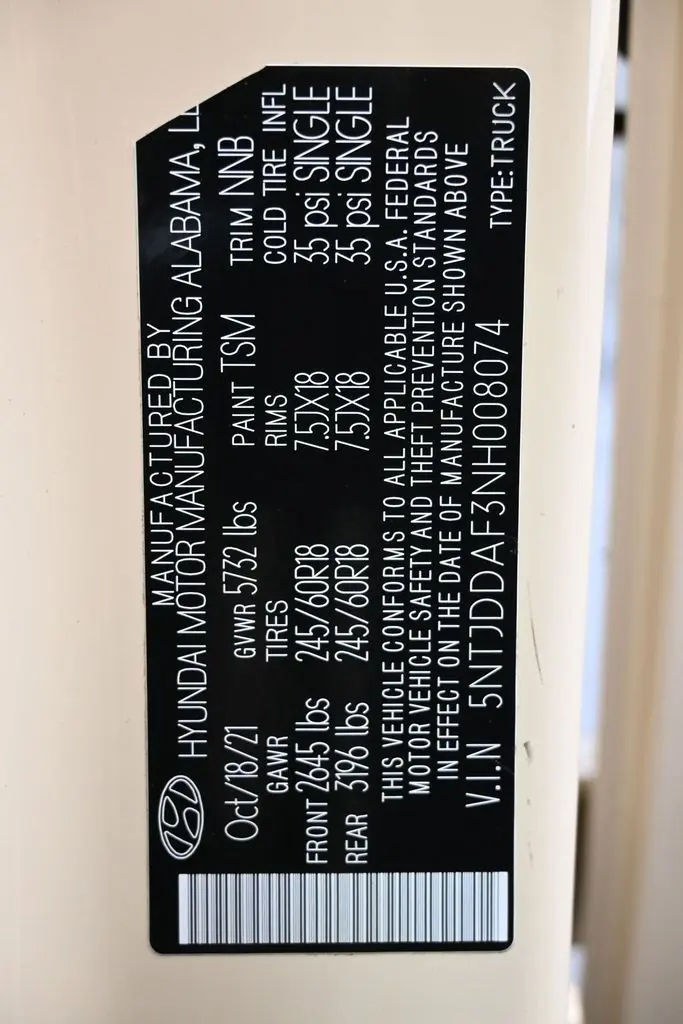 MANUFACTURED BY
HYUNDAI MOTOR MANUFACTURING ALABAMA,
Oct/18/21 GVWR 5732 lbs PAINT TSM TRIM NNB
GAWR TIRES RIMS COLD TIRE INFL
FRONT 2645 lbs 245/60R18 7.5JX18 35 psi SINGLE
REAR 3196 lbs 245/60R18 7.5JX18 35 psi SINGLE
THIS VEHICLE CONFORMS TO ALL APPLICABLE U.S.A. FEDERAL
MOTOR VEHICLE SAFETY AND THEFT PREVENTION STANDARDS
IN EFFECT ON THE DATE OF MANUFACTURE SHOWN ABOVE
V.I.N 5NTJDDAF3NH008074 TYPE:TRUCK